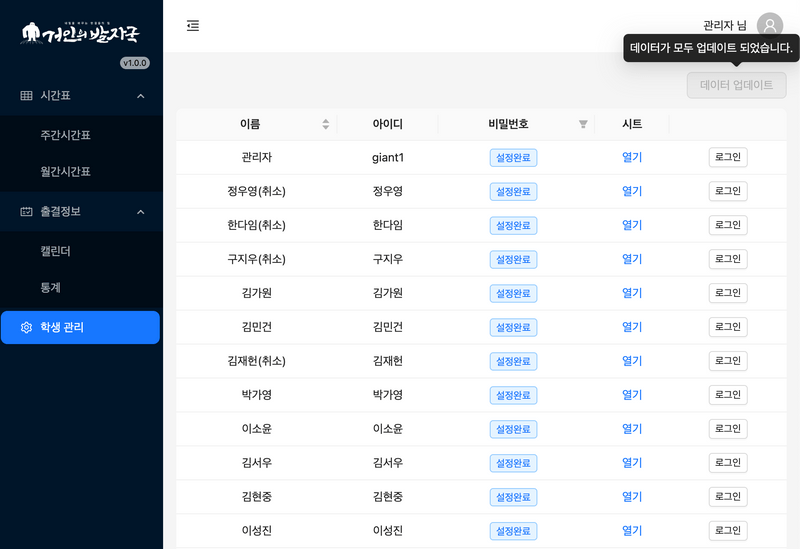 거인의 발자국
v1.0.0
시간표
주간시간표
월간시간표
출결정보
캘린더
통계
학생 관리
관리자 님
데이터가 모두 업데이트 되었습니다.
데이터 업데이트
이름 아이디 비밀번호 시트
관리자 giant1 설정완료 열기 로그인
정우영(취소) 정우영 설정완료 열기 로그인
한다임(취소) 한다임 설정완료 열기 로그인
구지우(취소) 구지우 설정완료 열기 로그인
김가원 김가원 설정완료 열기 로그인
김민건 김민건 설정완료 열기 로그인
김재헌(취소) 김재헌 설정완료 열기 로그인
박가영 박가영 설정완료 열기 로그인
이소윤 이소윤 설정완료 열기 로그인
김서우 김서우 설정완료 열기 로그인
김현중 김현중 설정완료 열기 로그인
이성진 이성진 설정완료 열기 로그인